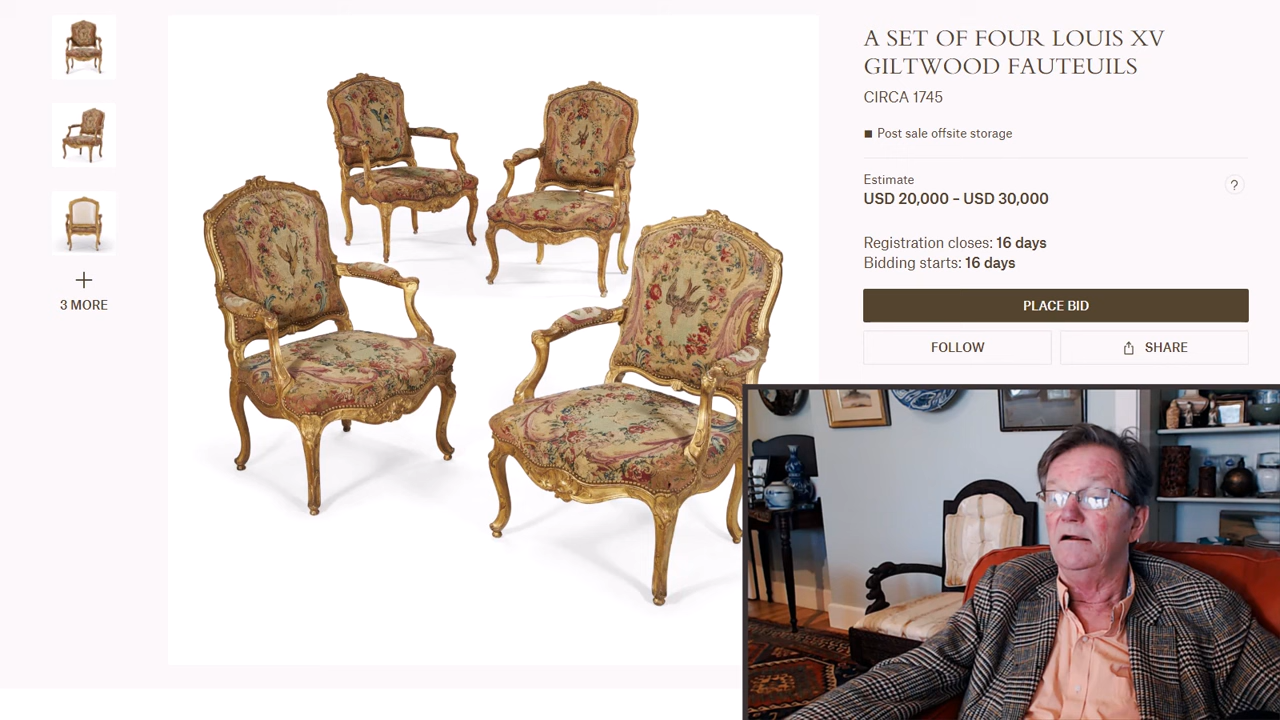 3 MORE
A SET OF FOUR LOUIS XV
GILTWOOD FAUTEUILS
CIRCA 1745
Post sale offsite storage
Estimate
?
USD 20,000 – USD 30,000
Registration closes: 16 days
Bidding starts: 16 days
PLACE BID
FOLLOW
SHARE